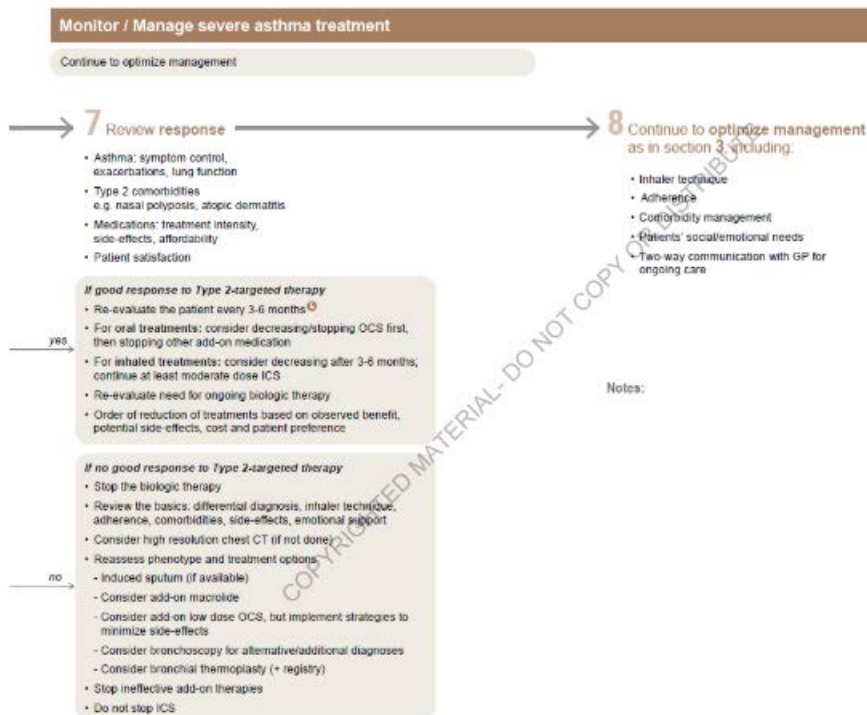 Monitor / Manage severe asthma treatment
Continue to optimize management
7 Review response
• Asthma: symptom control,
exacerbations, lung function
• Type 2 comorbidities
e.g. nasal polyposis, atopic dermatitis
• Medications: treatment intensity,
side-effects, affordability
• Patient satisfaction
yes
If good response to Type 2-targeted therapy
• Re-evaluate the patient every 3-6 months
• For oral treatments: consider decreasing/stopping OCS first,
then stopping other add-on medication
• For inhaled treatments: consider decreasing after 3-6 months;
continue at least moderate dose ICS
• Re-evaluate need for ongoing biologic therapy
• Order of reduction of treatments based on observed benefit,
potential side-effects, cost and patient preference
no
If no good response to Type 2-targeted therapy
• Stop the biologic therapy
• Review the basics: differential diagnosis, inhaler technique,
adherence, comorbidities, side-effects, emotional support
• Consider high resolution chest CT (if not done)
• Reassess phenotype and treatment options
- Induced sputum (if available)
- Consider add-on macrolide
- Consider add-on low dose OCS, but implement strategies to
minimize side-effects
- Consider bronchoscopy for alternative/additional diagnoses
- Consider bronchial thermoplasty (+ registry)
• Stop ineffective add-on therapies
• Do not stop ICS
8 Continue to optimize management
as in section 3, including:
• Inhaler technique
• Adherence
• Comorbidity management
• Patients' social/emotional needs
• Two-way communication with GP for
ongoing care
Notes:
COPYRIGHTED MATERIAL- DO NOT COPY OR DISTRIBUTE